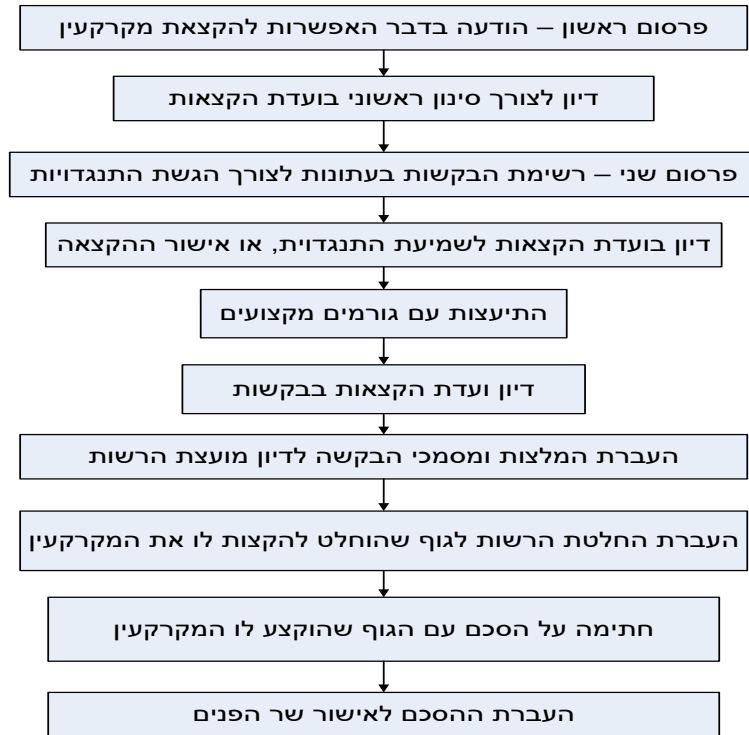 פרסום ראשון – הודעה בדבר האפשרות להקצאת מקרקעין
דיון לצורך סינון ראשוני בועדת הקצאות
פרסום שני – רשימת הבקשות בעתונות לצורך הגשת התנגדויות
דיון בועדת הקצאות לשמיעת התנגדוית, או אישור ההקצאה
התיעצות עם גורמים מקצועים
דיון ועדת הקצאות בבקשות
העברת המלצות ומסמכי הבקשה לדיון מועצת הרשות
העברת החלטת הרשות לגוף שהוחלט להקצות לו את המקרקעין
חתימה על הסכם עם הגוף שהוקצע לו המקרקעין
העברת ההסכם לאישור שר הפנים